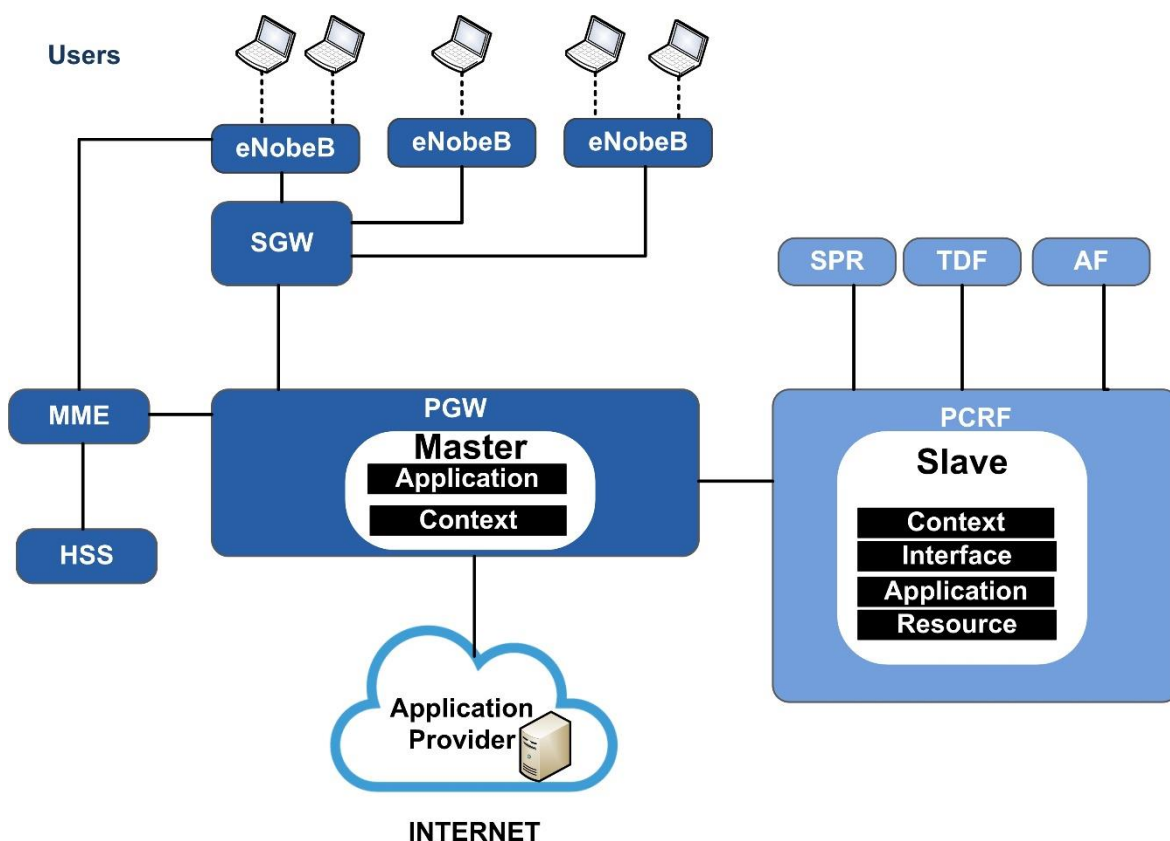 Users
eNobeB
eNobeB
eNobeB
SGW
SPR
TDF
AF
MME
HSS
PGW
Master
Application
Context
PCRF
Slave
Context
Interface
Application
Resource
Application
Provider
INTERNET